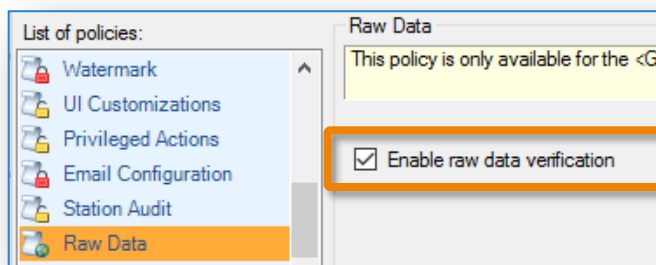 List of policies:
Watermark
UI Customizations
Privileged Actions
Email Configuration
Station Audit
Raw Data
Raw Data
This policy is only available for the <G
Enable raw data verification